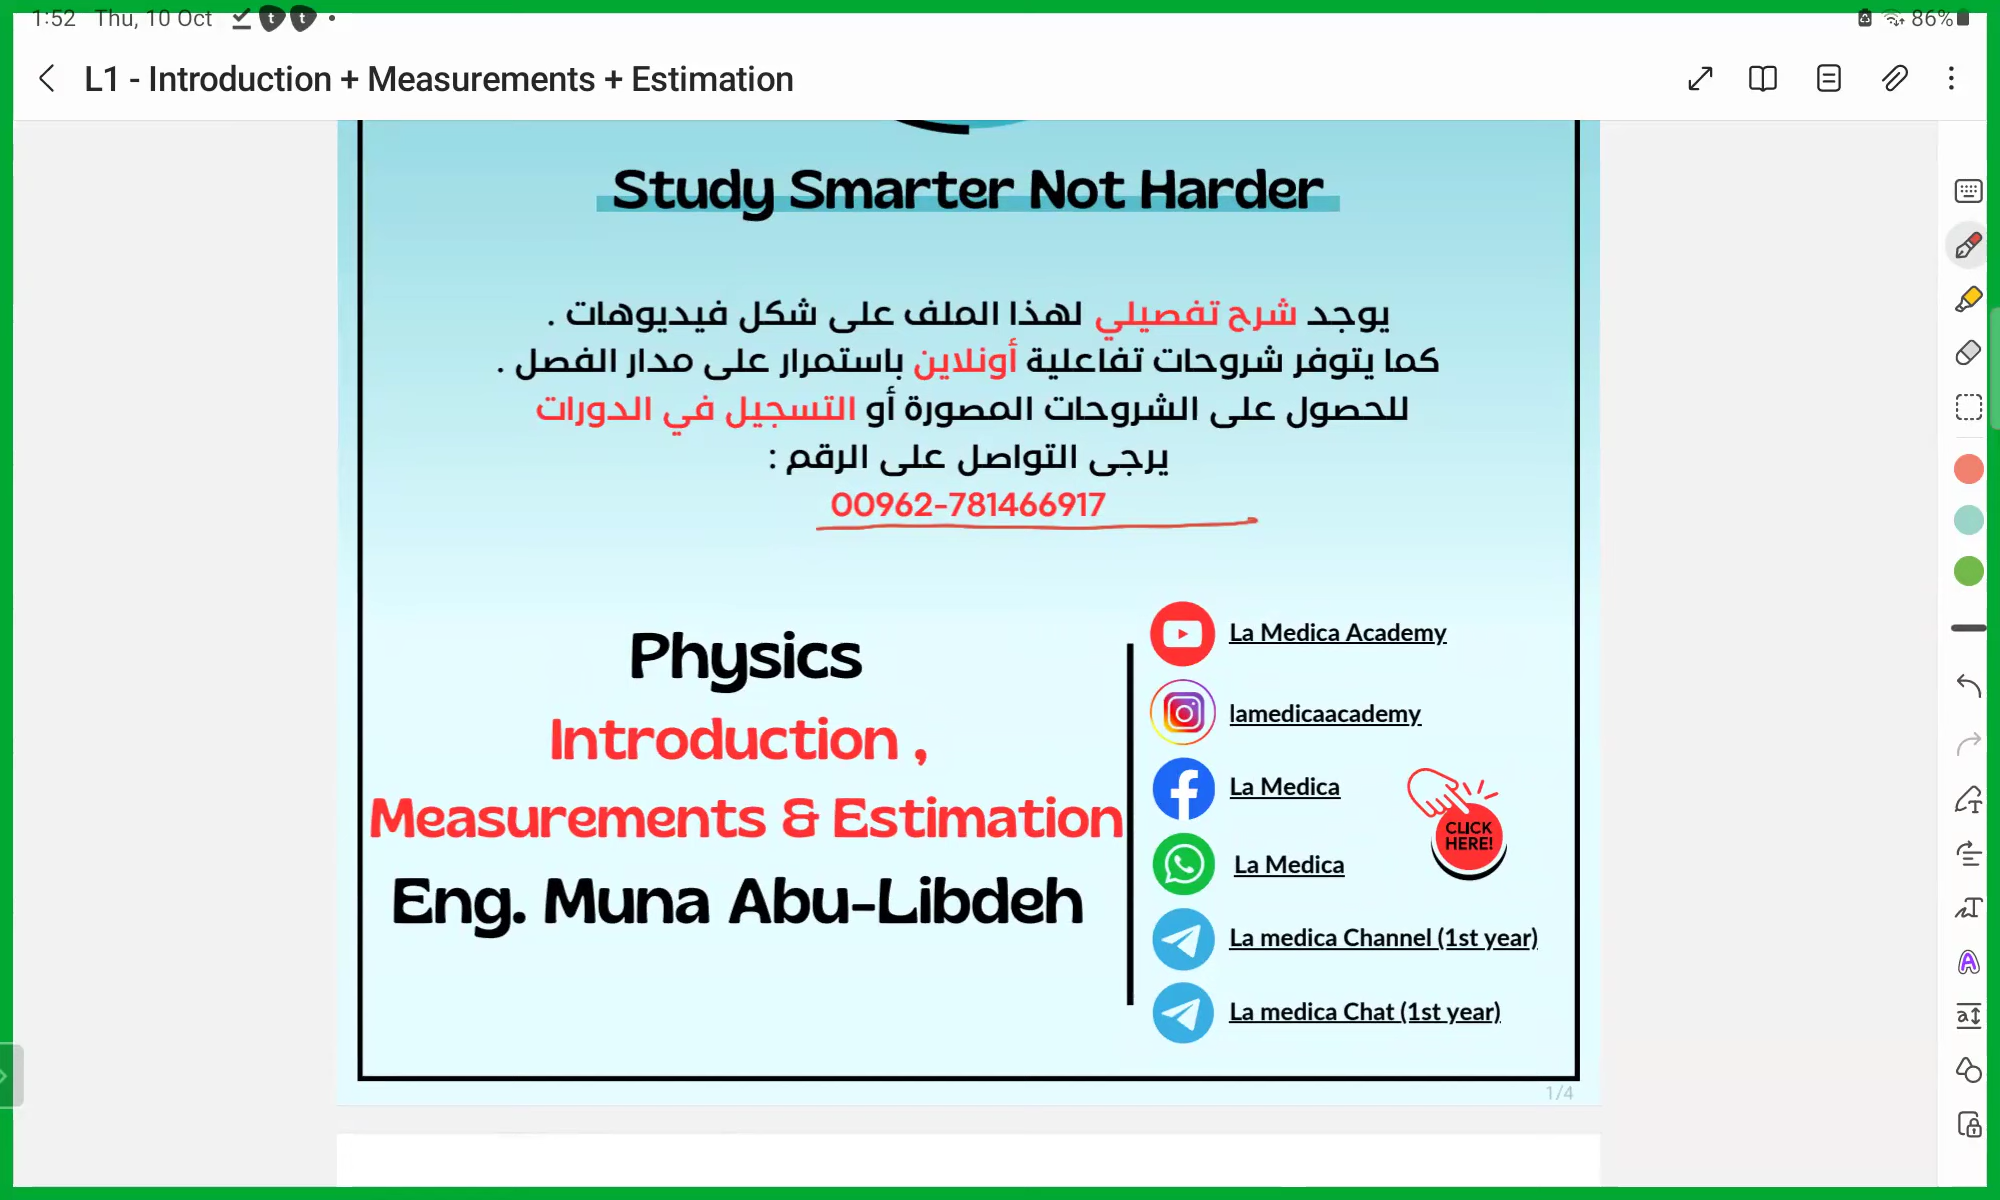 1:52 Thu, 10 Oct
86%
L1 - Introduction + Measurements + Estimation
Study Smarter Not Harder
يوجد شرح تفصيلي لهذا الملف على شكل فيديوهات .
كما يتوفر شروحات تفاعلية أونلاين باستمرار على مدار الفصل .
للحصول على الشروحات المصورة أو التسجيل في الدورات
يرجى التواصل على الرقم :
00962-781466917
Physics
Introduction ,
Measurements & Estimation
Eng. Muna Abu-Libdeh
La Medica Academy
lamedicaacademy
La Medica
CLICK
HERE!
La Medica
La medica Channel (1st year)
La medica Chat (1st year)
1/4